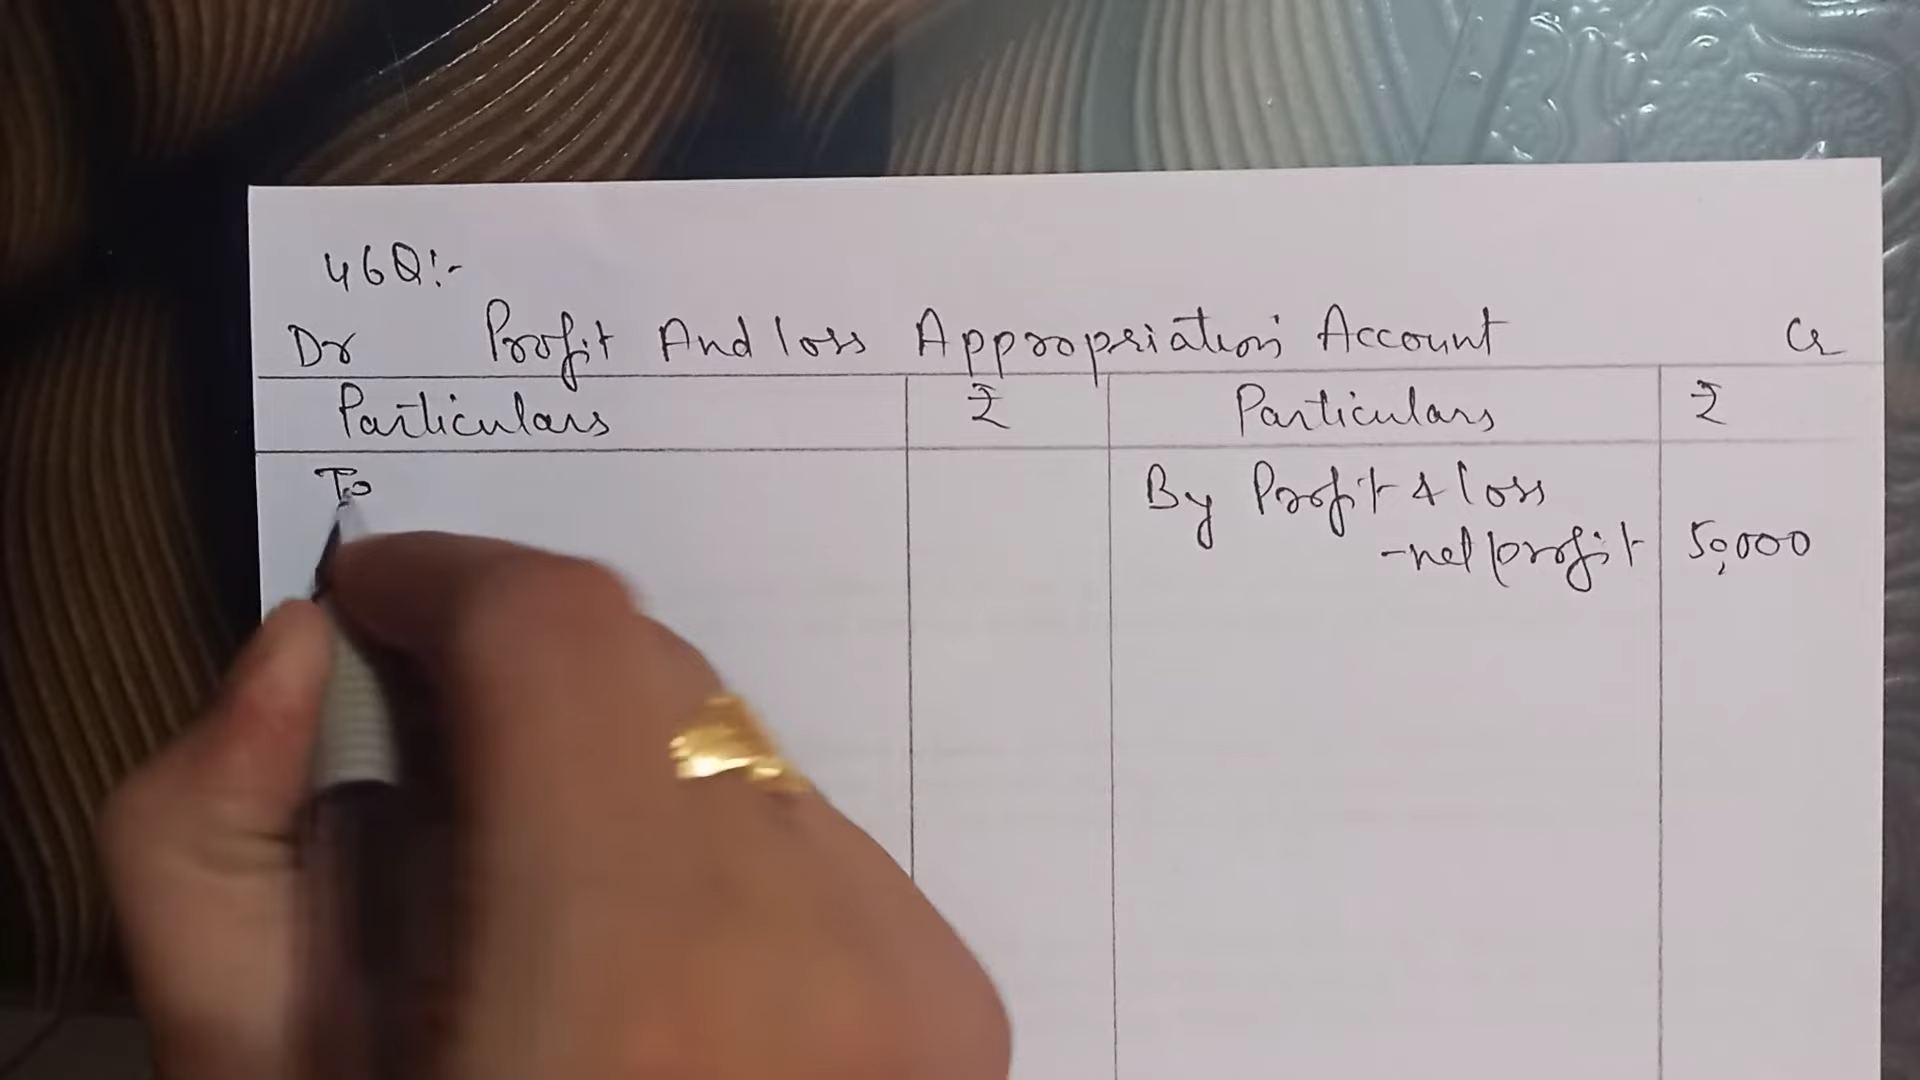 46Q:-
Dr Profit And loss Appropriation Account Cr
Particulars ₹ Particulars ₹
To By Profit & loss
-net profit 50,000